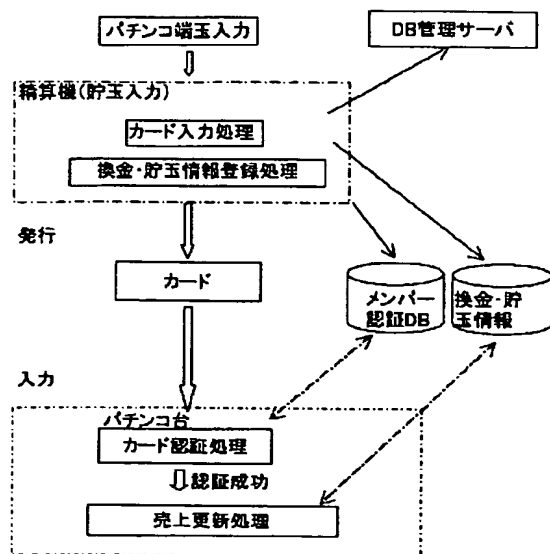 パチンコ端玉入力
DB管理サーバ
精算機(貯玉入力)
カード入力処理
換金・貯玉情報登録処理
発行
カード
メンバー
認証DB
換金・貯
玉情報
入力
パチンコ台
カード認証処理
認証成功
売上更新処理